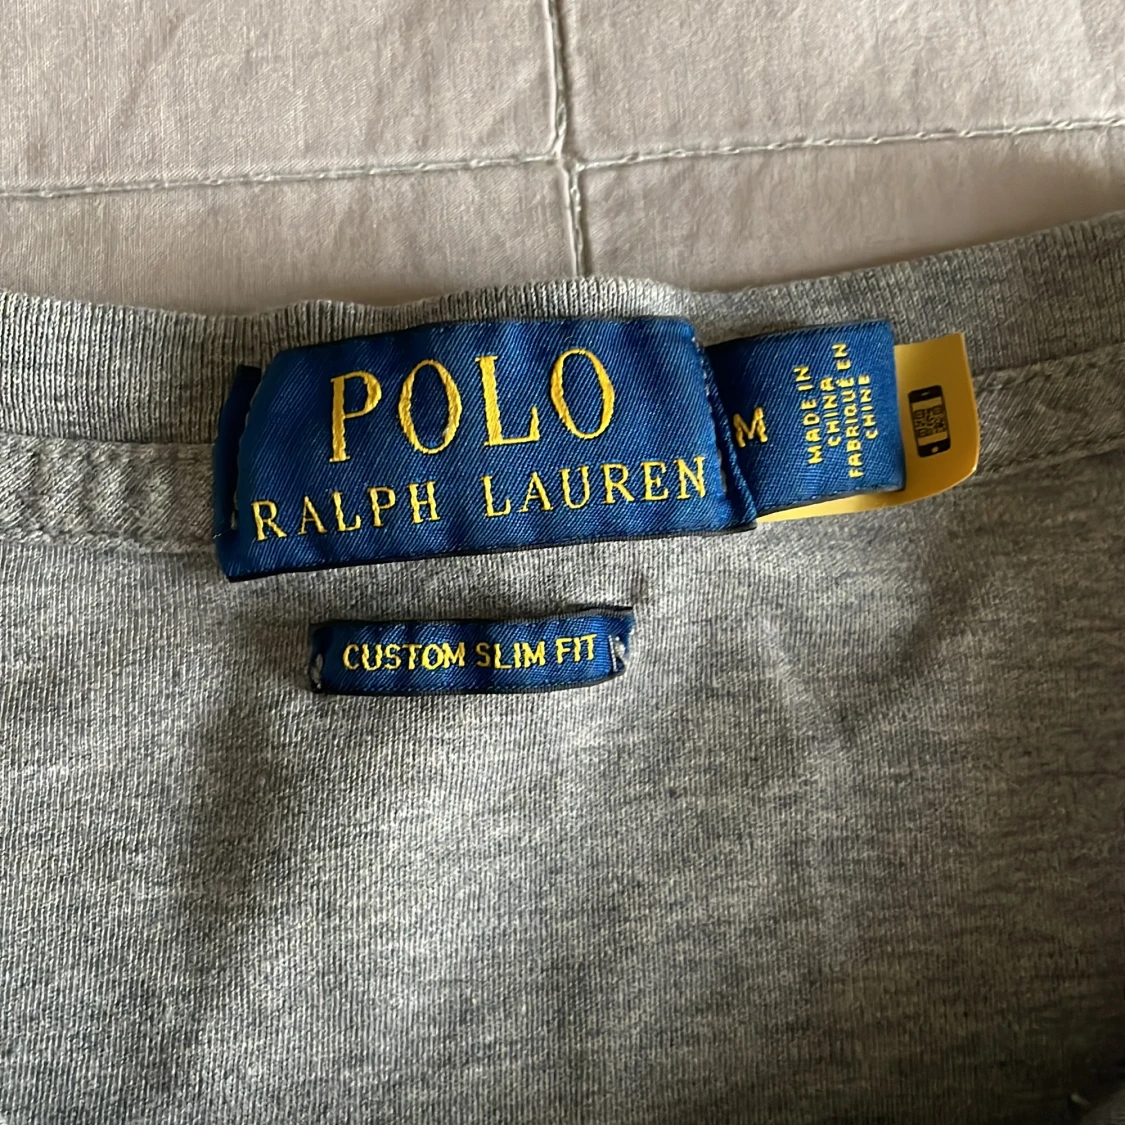 POLO
RALPH LAUREN
M
MADE IN
CHINA
FABRIQUÉ EN
CHINE
CUSTOM SLIM FIT